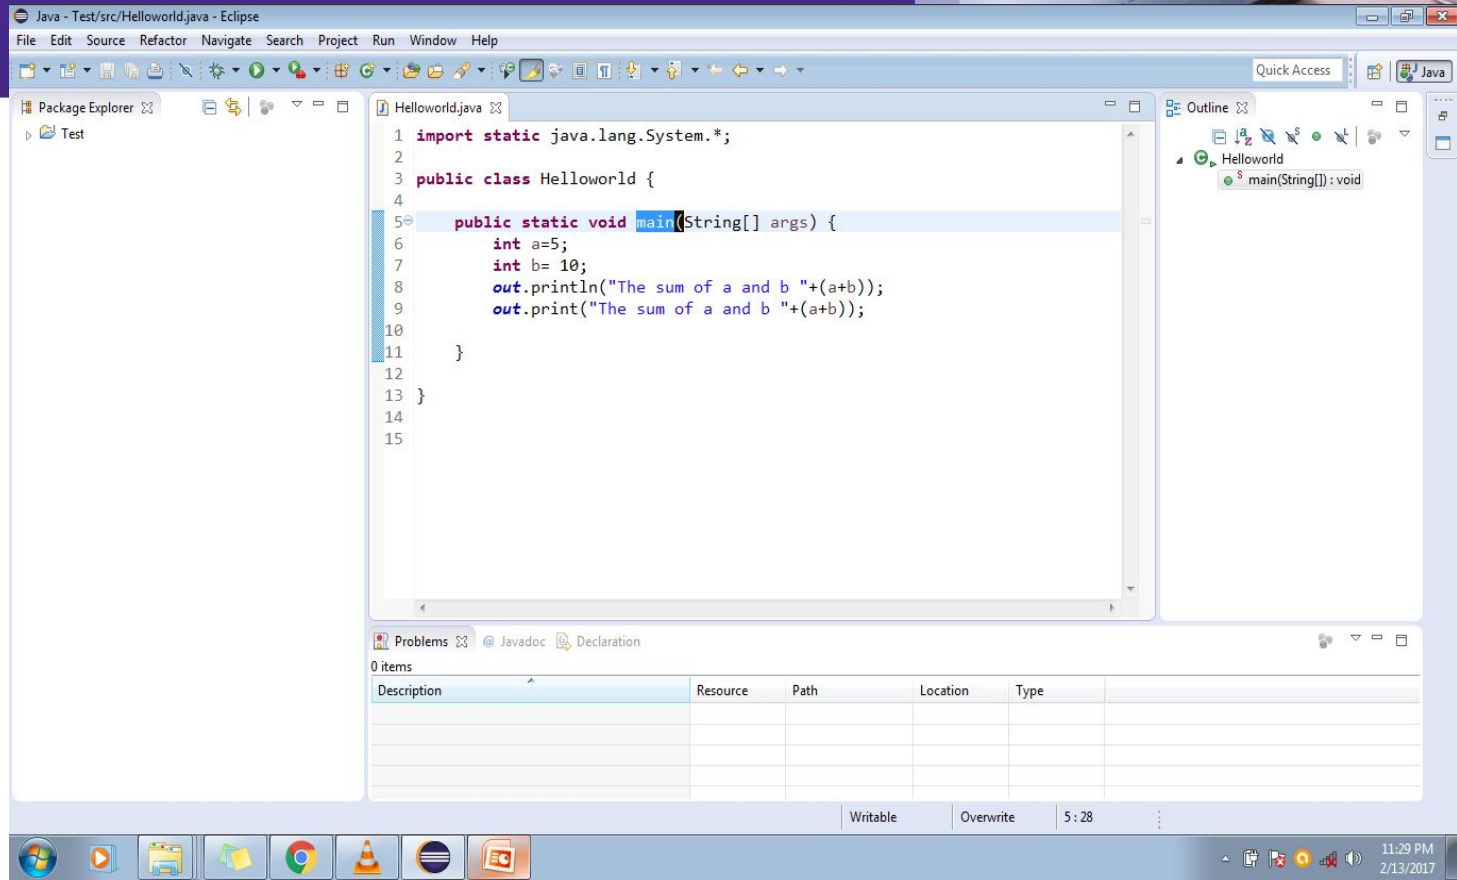 Java - Test/src/Helloworld.java - Eclipse
File Edit Source Refactor Navigate Search Project Run Window Help
Quick Access
Java
Package Explorer
Test
Helloworld.java
1 import static java.lang.System.*;
2
3 public class Helloworld {
4
5 public static void main(String[] args) {
6 int a=5;
7 int b= 10;
8 out.println("The sum of a and b "+(a+b));
9 out.print("The sum of a and b "+(a+b));
10
11 }
12
13 }
14
15
Outline
Helloworld
main(String[]) : void
Problems @ Javadoc Declaration
0 items
Description Resource Path Location Type
Writable Overwrite 5 : 28
11:29 PM
2/13/2017